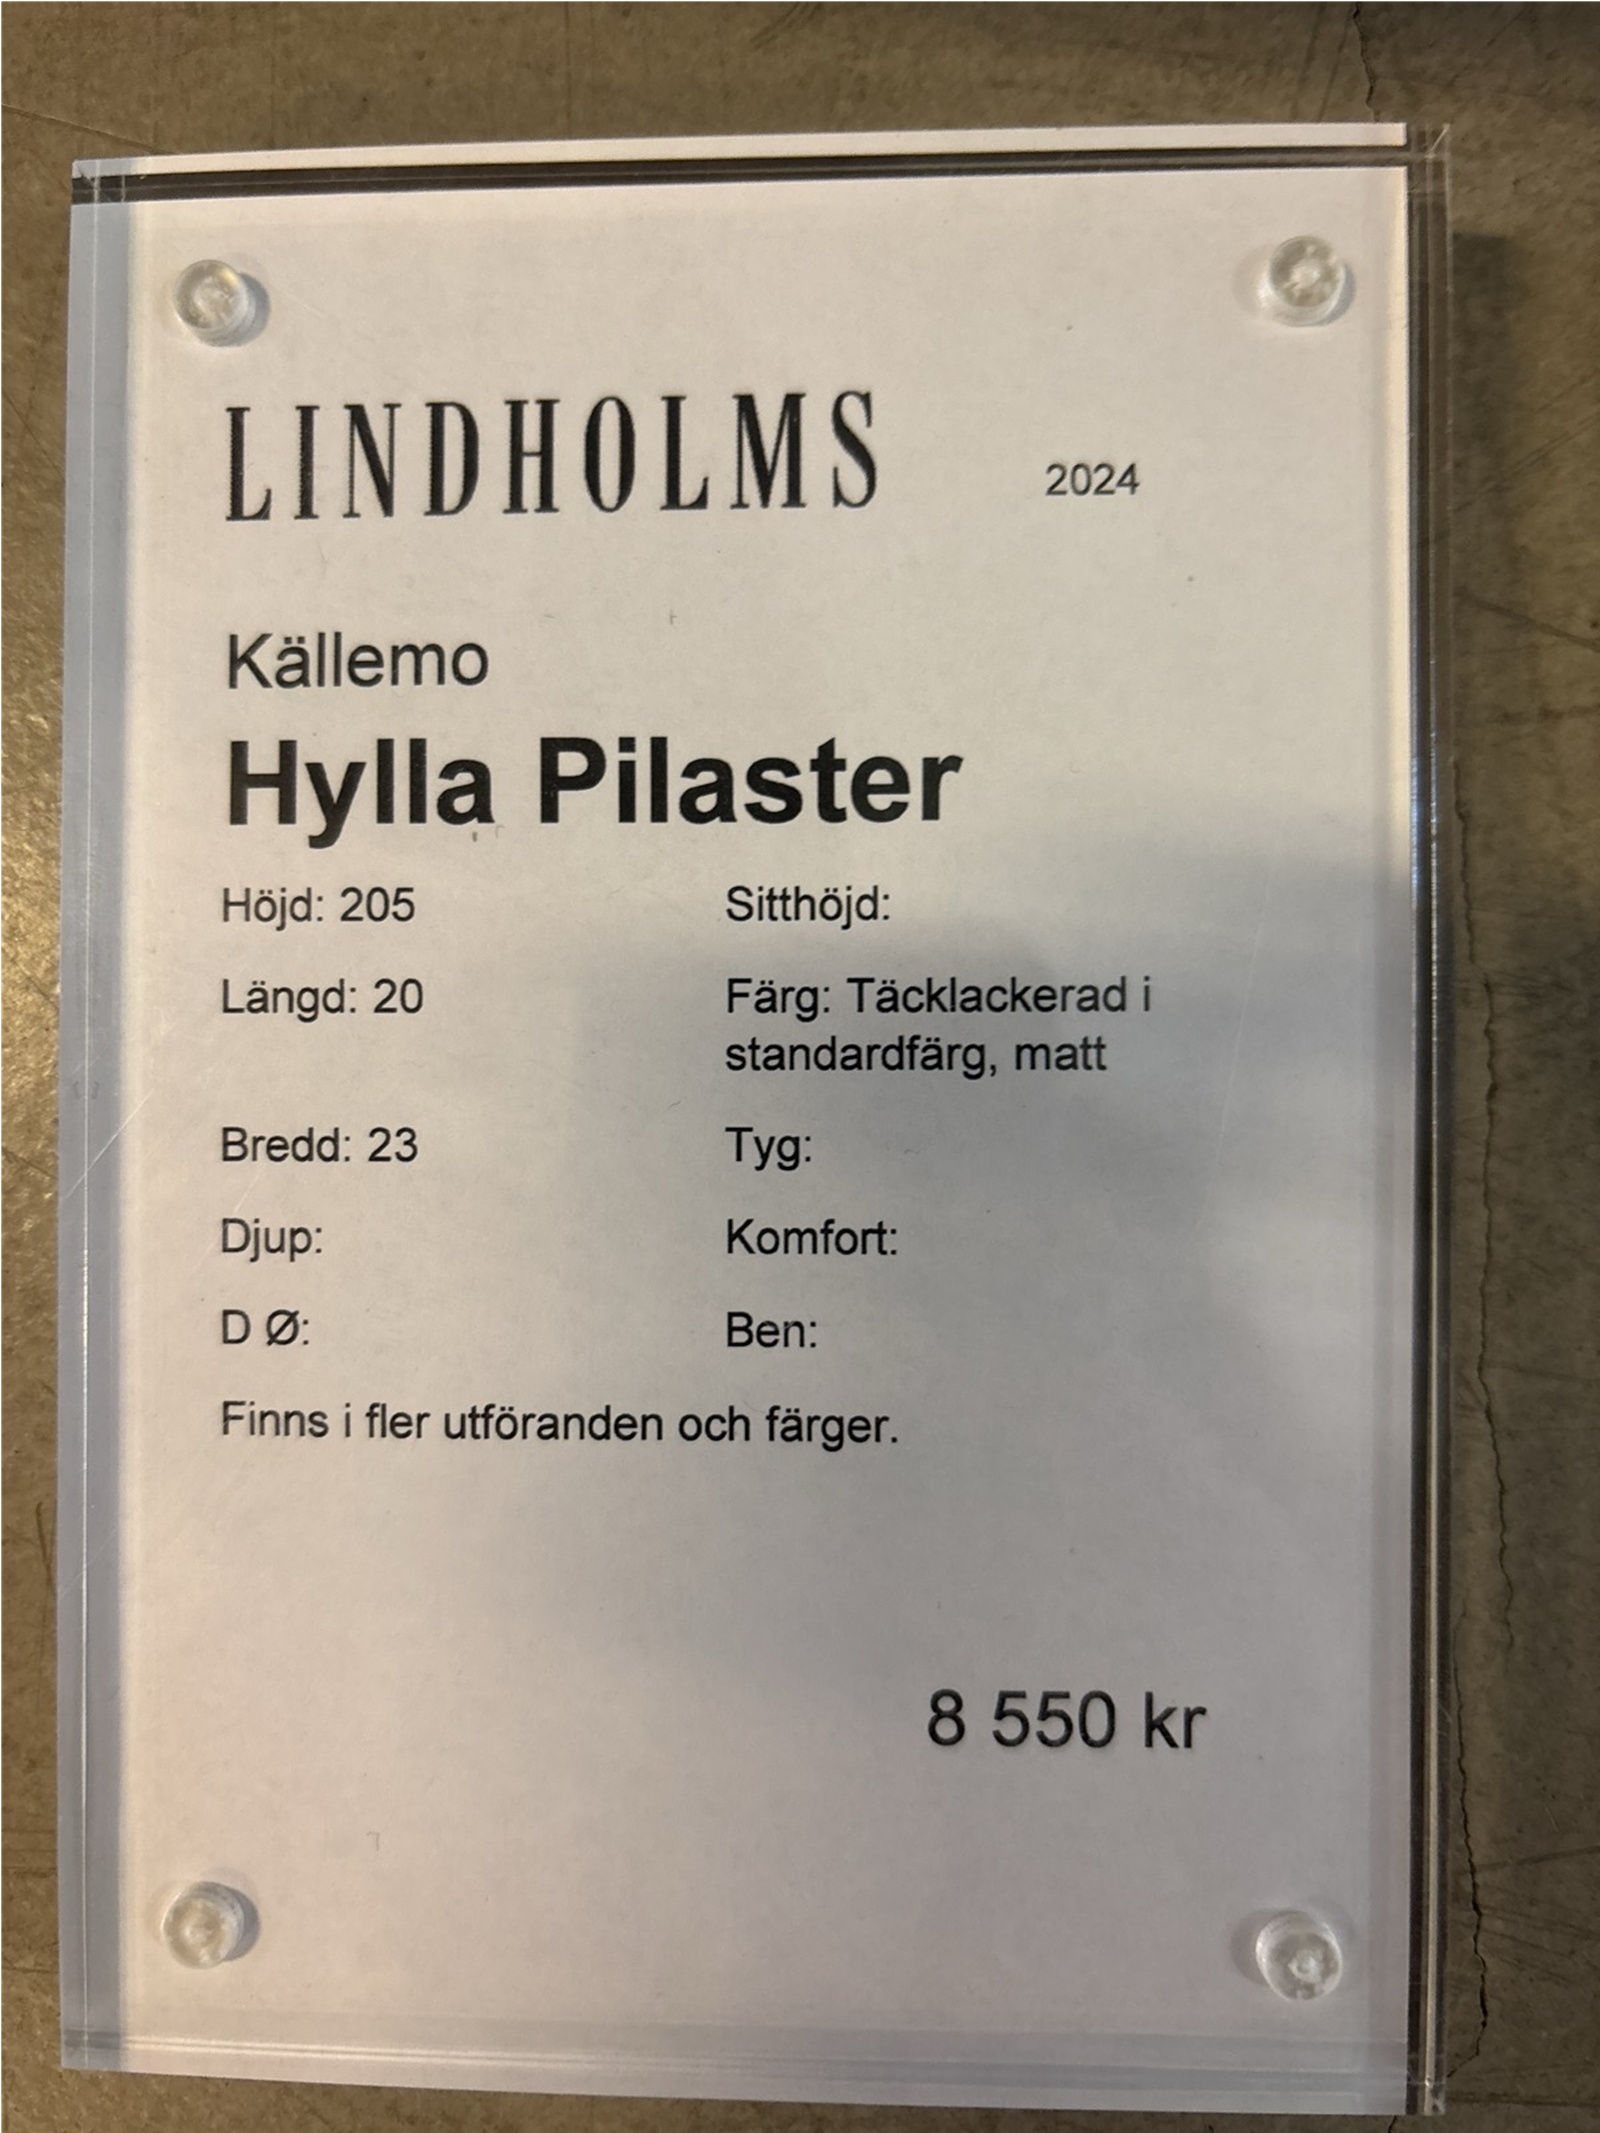 LINDHOLMS 2024
Källemo
Hylla Pilaster
Höjd: 205 Sitthöjd:
Längd: 20 Färg: Täcklackerad i
standardfärg, matt
Bredd: 23 Tyg:
Djup: Komfort:
D Ø: Ben:
Finns i fler utföranden och färger.
8 550 kr